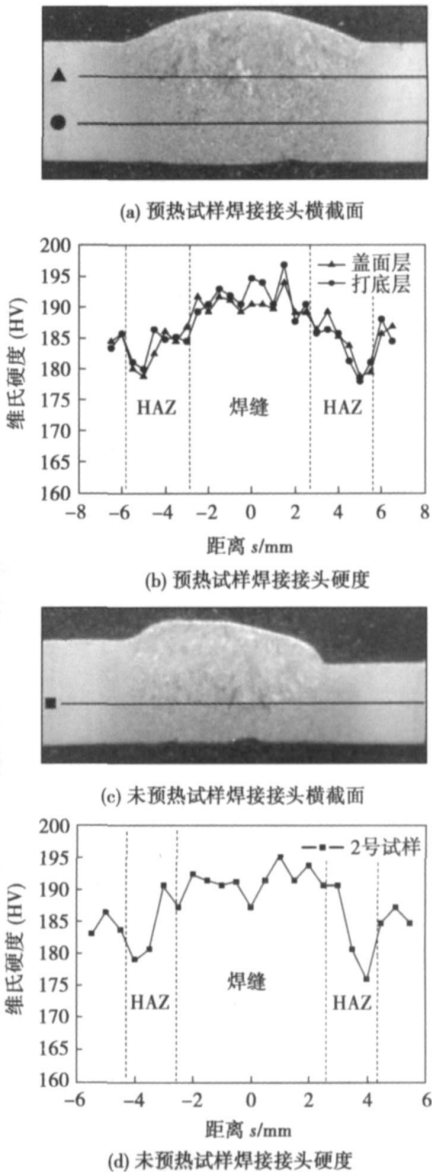 (a) 预热试样焊接接头横截面
200
195
190
185
180
175
170
165
160
维氏硬度 (HV)
盖面层
打底层
HAZ
焊缝
HAZ
-8 -6 -4 -2 0 2 4 6 8
距离 s/mm
(b) 预热试样焊接接头硬度
(c) 未预热试样焊接接头横截面
200
195
190
185
180
175
170
165
160
维氏硬度 (HV)
2号试样
焊缝
HAZ
HAZ
-6 -4 -2 0 2 4 6
距离 s/mm
(d) 未预热试样焊接接头硬度